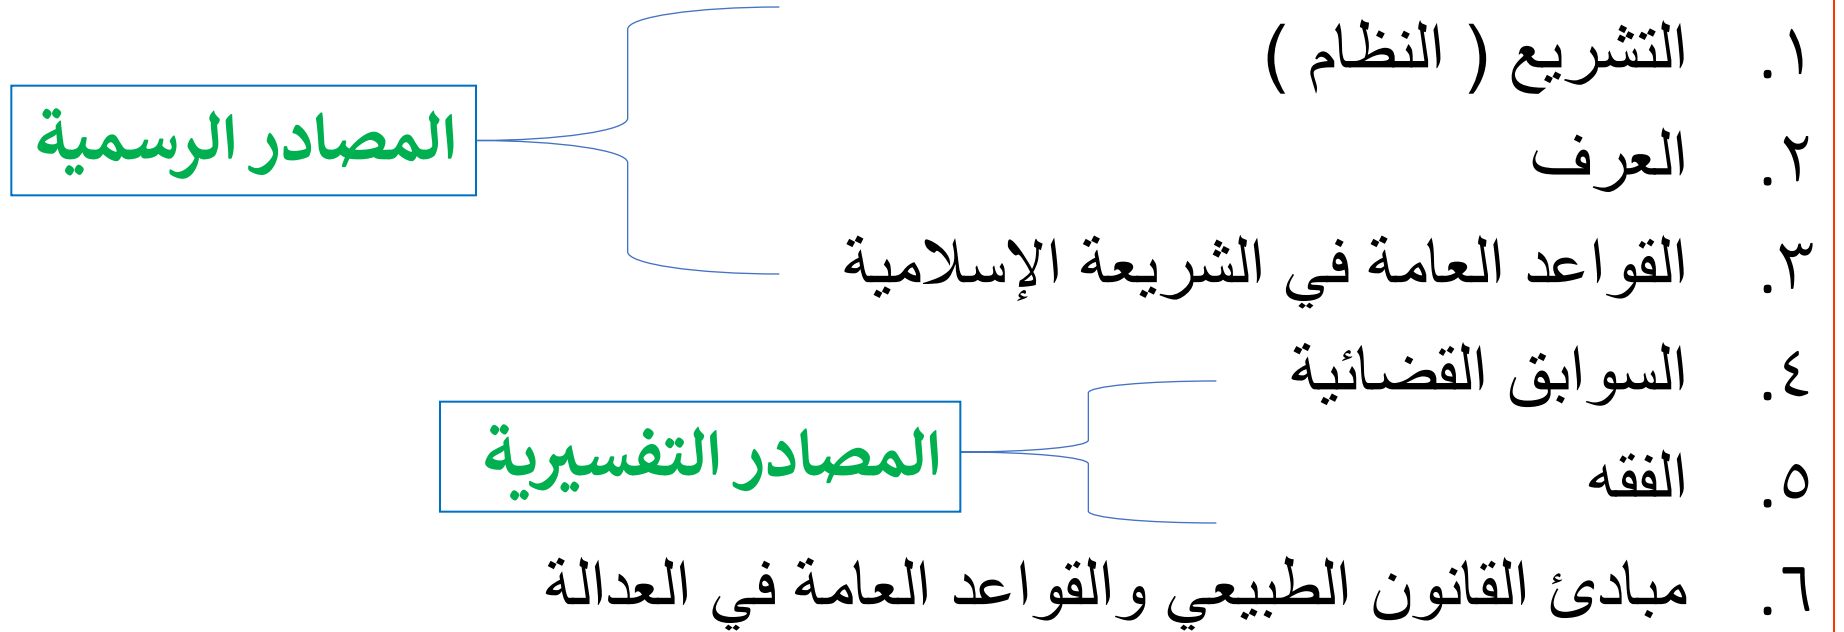 ١. التشريع ( النظام )
٢. العرف
٣. القواعد العامة في الشريعة الإسلامية
المصادر الرسمية
٤. السوابق القضائية
٥. الفقه
المصادر التفسيرية
٦. مبادئ القانون الطبيعي والقواعد العامة في العدالة